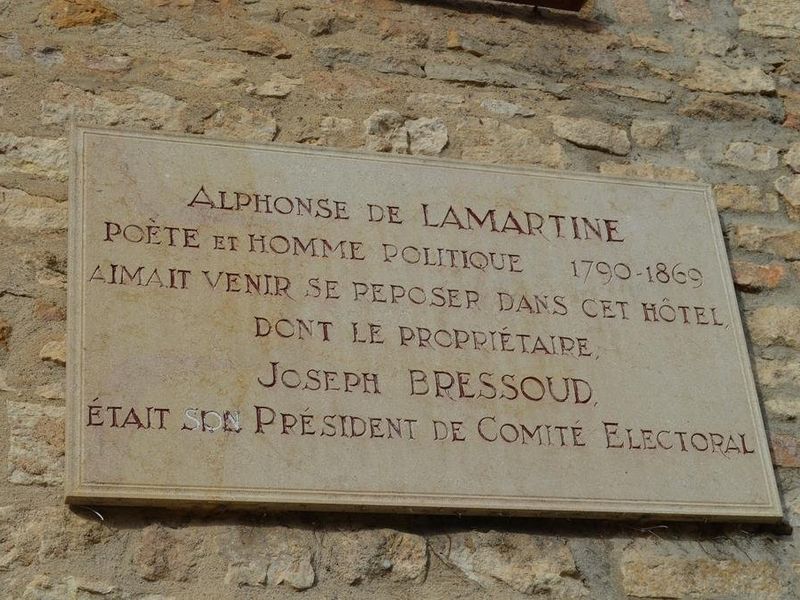 ALPHONSE DE LAMARTINE
POÈTE ET HOMME POLITIQUE 1790-1869
AIMAIT VENIR SE REPOSER DANS CET HÔTEL,
DONT LE PROPRIÉTAIRE,
JOSEPH BRESSOUD,
ÉTAIT SON PRÉSIDENT DE COMITÉ ELECTORAL